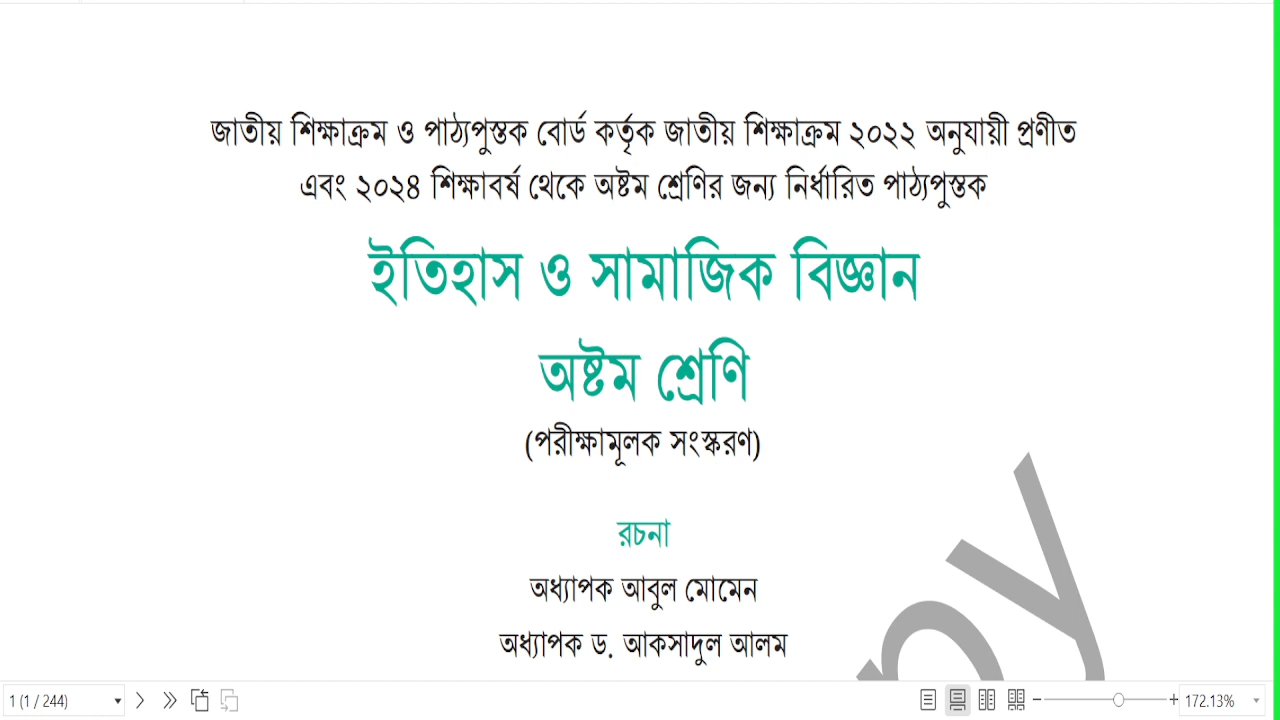 জাতীয় শিক্ষাক্রম ও পাঠ্যপুস্তক বোর্ড কর্তৃক জাতীয় শিক্ষাক্রম ২০২২ অনুযায়ী প্রণীত
এবং ২০২৪ শিক্ষাবর্ষ থেকে অষ্টম শ্রেণির জন্য নির্ধারিত পাঠ্যপুস্তক
ইতিহাস ও সামাজিক বিজ্ঞান
অষ্টম শ্রেণি
(পরীক্ষামূলক সংস্করণ)
রচনা
অধ্যাপক আবুল মোমেন
অধ্যাপক ড. আকসাদুল আলম
py
1 (1 / 244)
172.13%